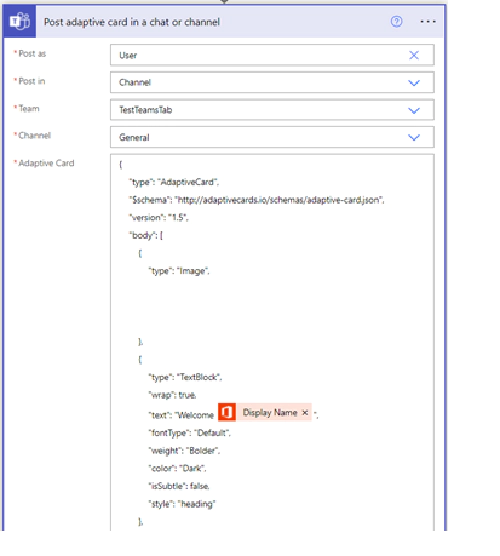 Post adaptive card in a chat or channel
* Post as
User
* Post in
Channel
* Team
TestTeamsTab
* Channel
General
* Adaptive Card
{
"type": "AdaptiveCard",
"$schema": "http://adaptivecards.io/schemas/adaptive-card.json",
"version": "1.5",
"body": [
{
"type": "Image",
},
{
"type": "TextBlock",
"wrap": true,
"text": "Welcome Display Name × ",
"fontType": "Default",
"weight": "Bolder",
"color": "Dark",
"isSubtle": false,
"style": "heading"
},